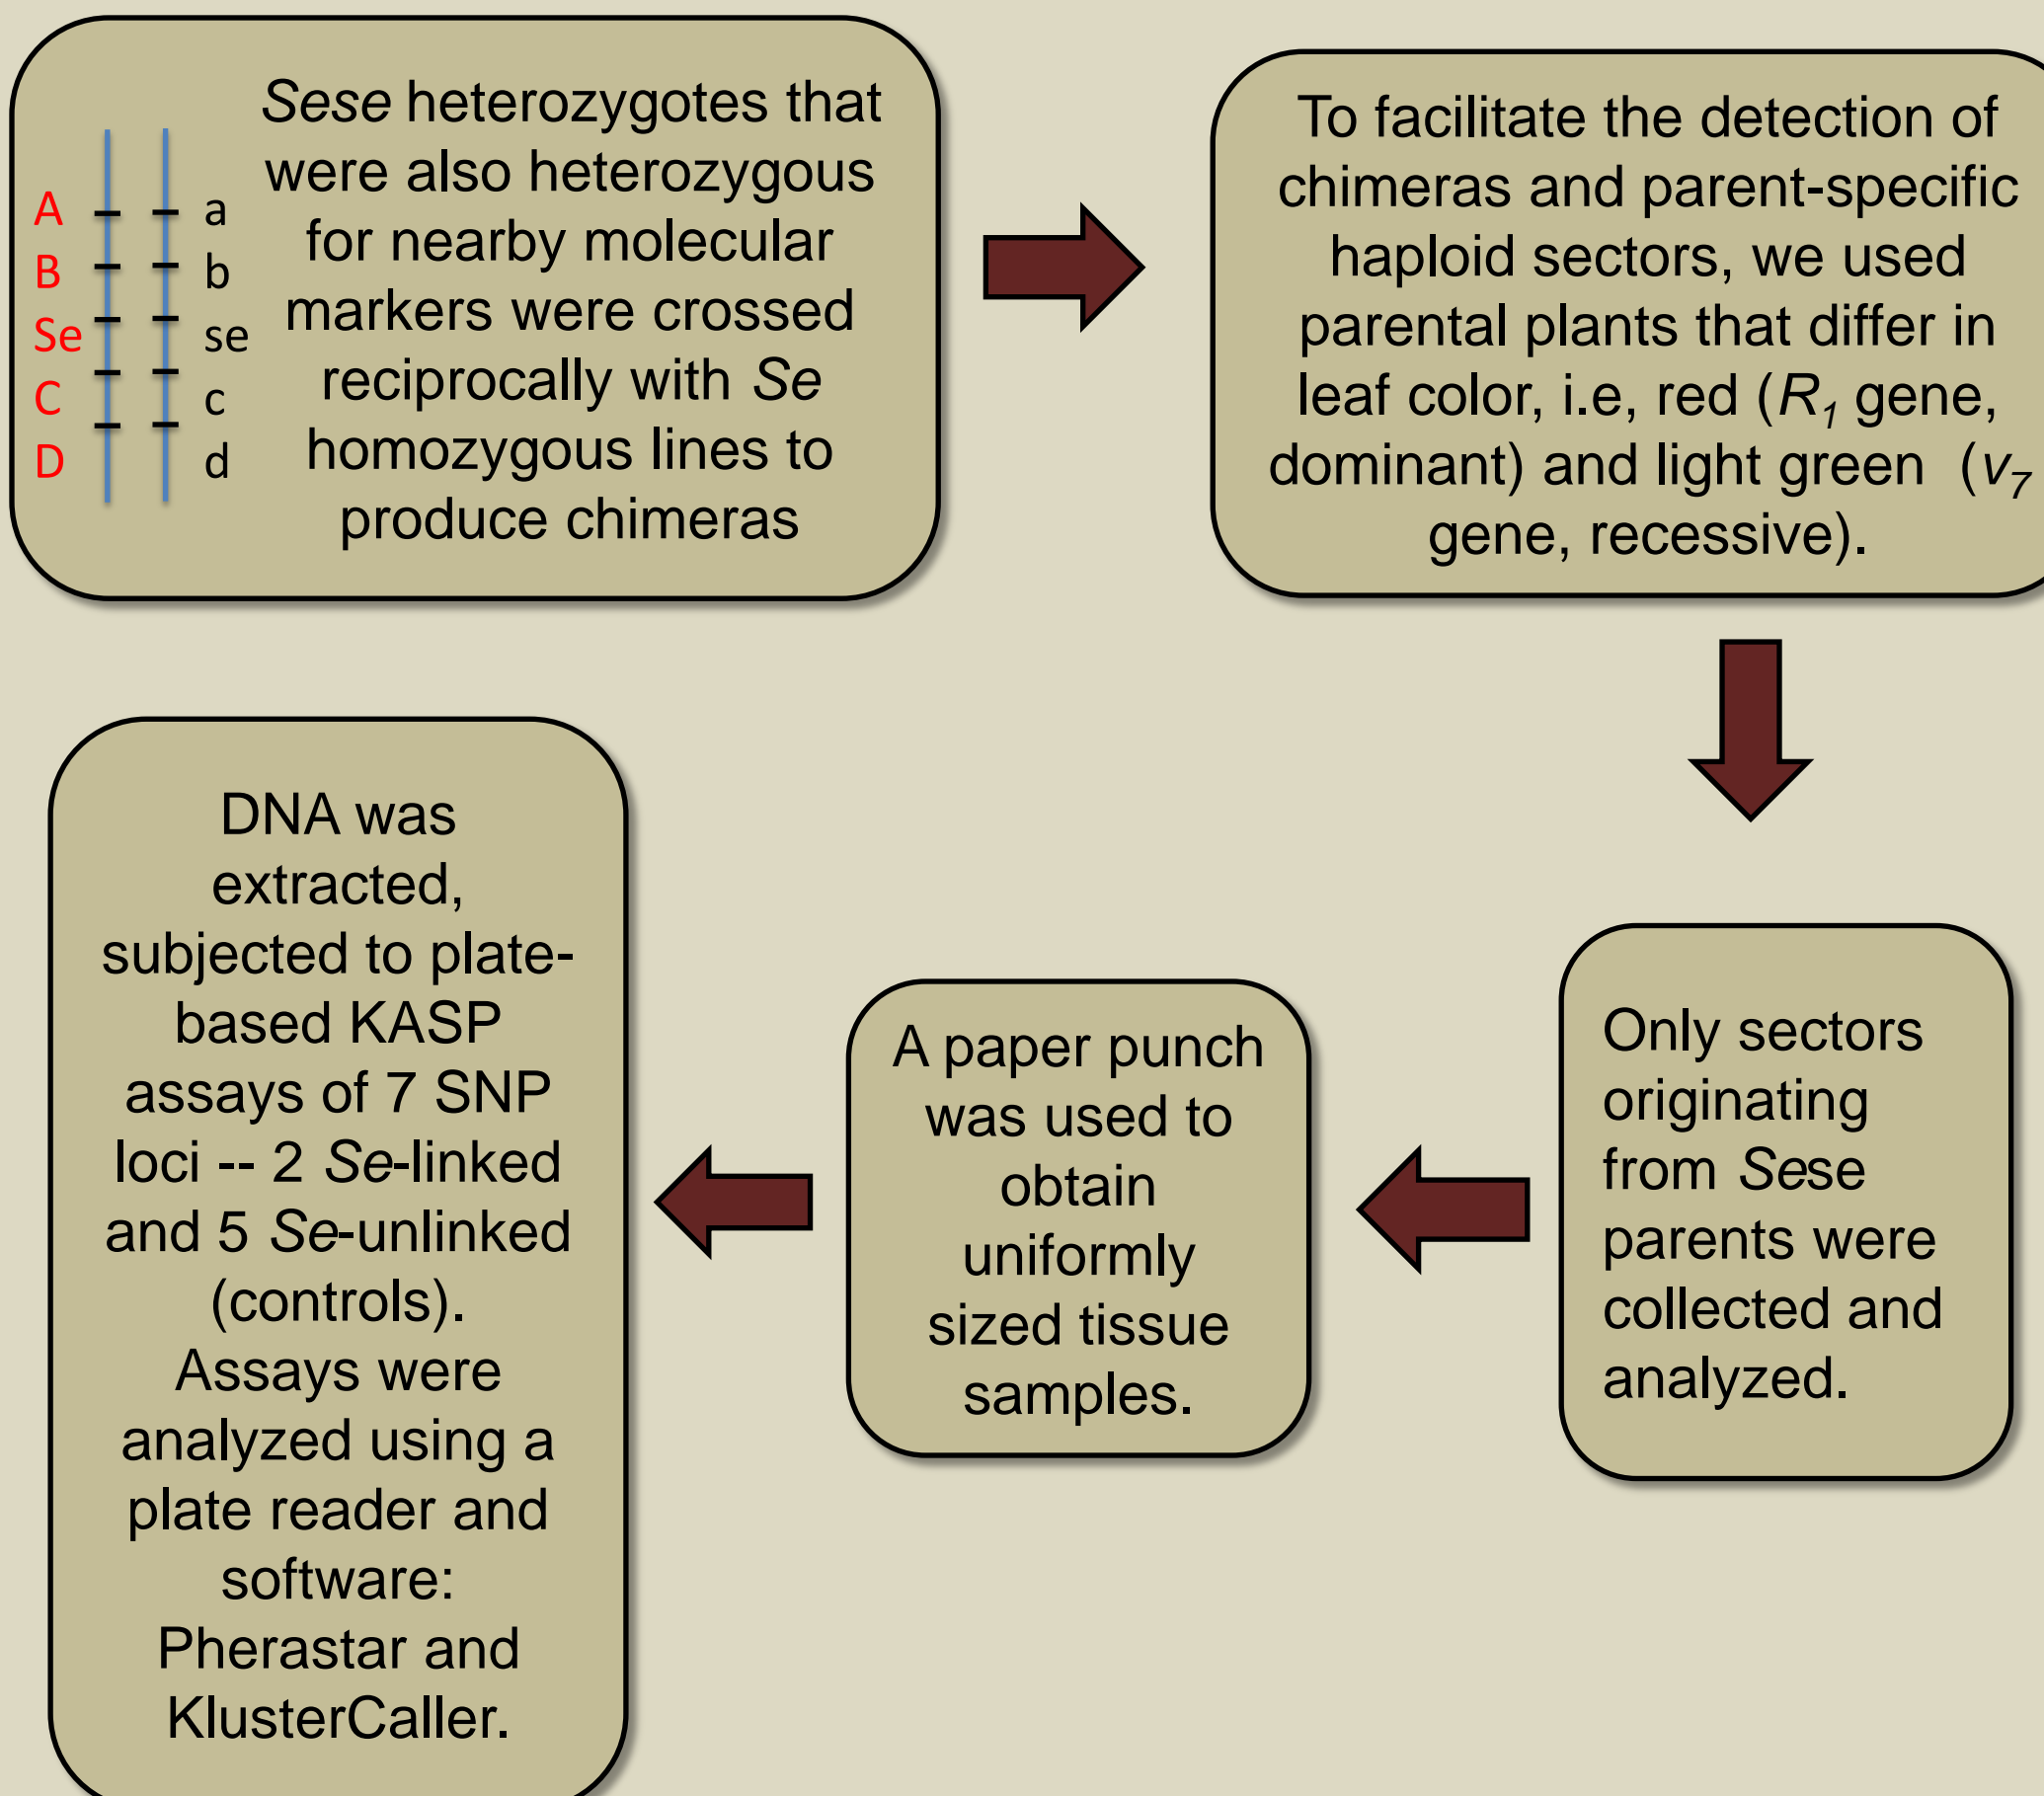 A
B
Se
C
D
a
b
se
c
d
Sese heterozygotes that
were also heterozygous
for nearby molecular
markers were crossed
reciprocally with Se
homozygous lines to
produce chimeras
To facilitate the detection of
chimeras and parent-specific
haploid sectors, we used
parental plants that differ in
leaf color, i.e, red (R1 gene,
dominant) and light green (v7
gene, recessive).
Only sectors
originating
from Sese
parents were
collected and
analyzed.
A paper punch
was used to
obtain
uniformly
sized tissue
samples.
DNA was
extracted,
subjected to plate-
based KASP
assays of 7 SNP
loci -- 2 Se-linked
and 5 Se-unlinked
(controls).
Assays were
analyzed using a
plate reader and
software:
Pherastar and
KlusterCaller.